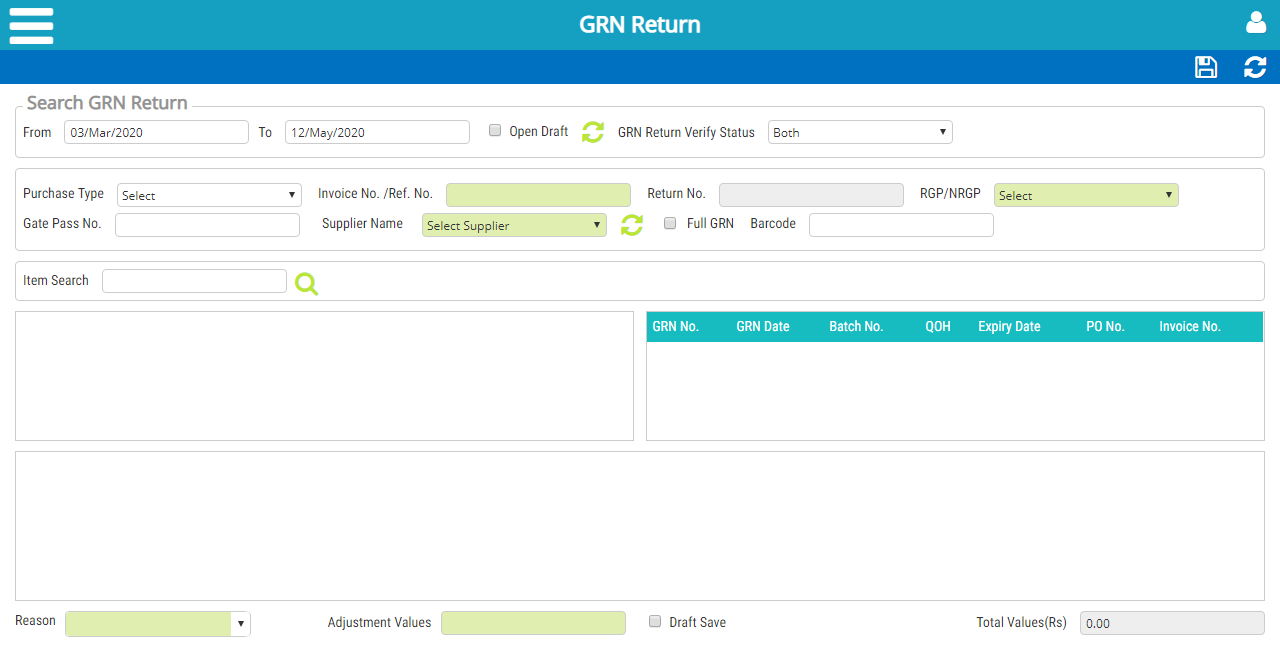 GRN Return
Search GRN Return
From 03/Mar/2020 To 12/May/2020 Open Draft GRN Return Verify Status Both
Purchase Type Select Invoice No. /Ref. No. Return No. RGP/NRGP Select
Gate Pass No. Supplier Name Select Supplier Full GRN Barcode
Item Search
GRN No. GRN Date Batch No. QOH Expiry Date PO No. Invoice No.
Reason Adjustment Values Draft Save Total Values(Rs) 0.00